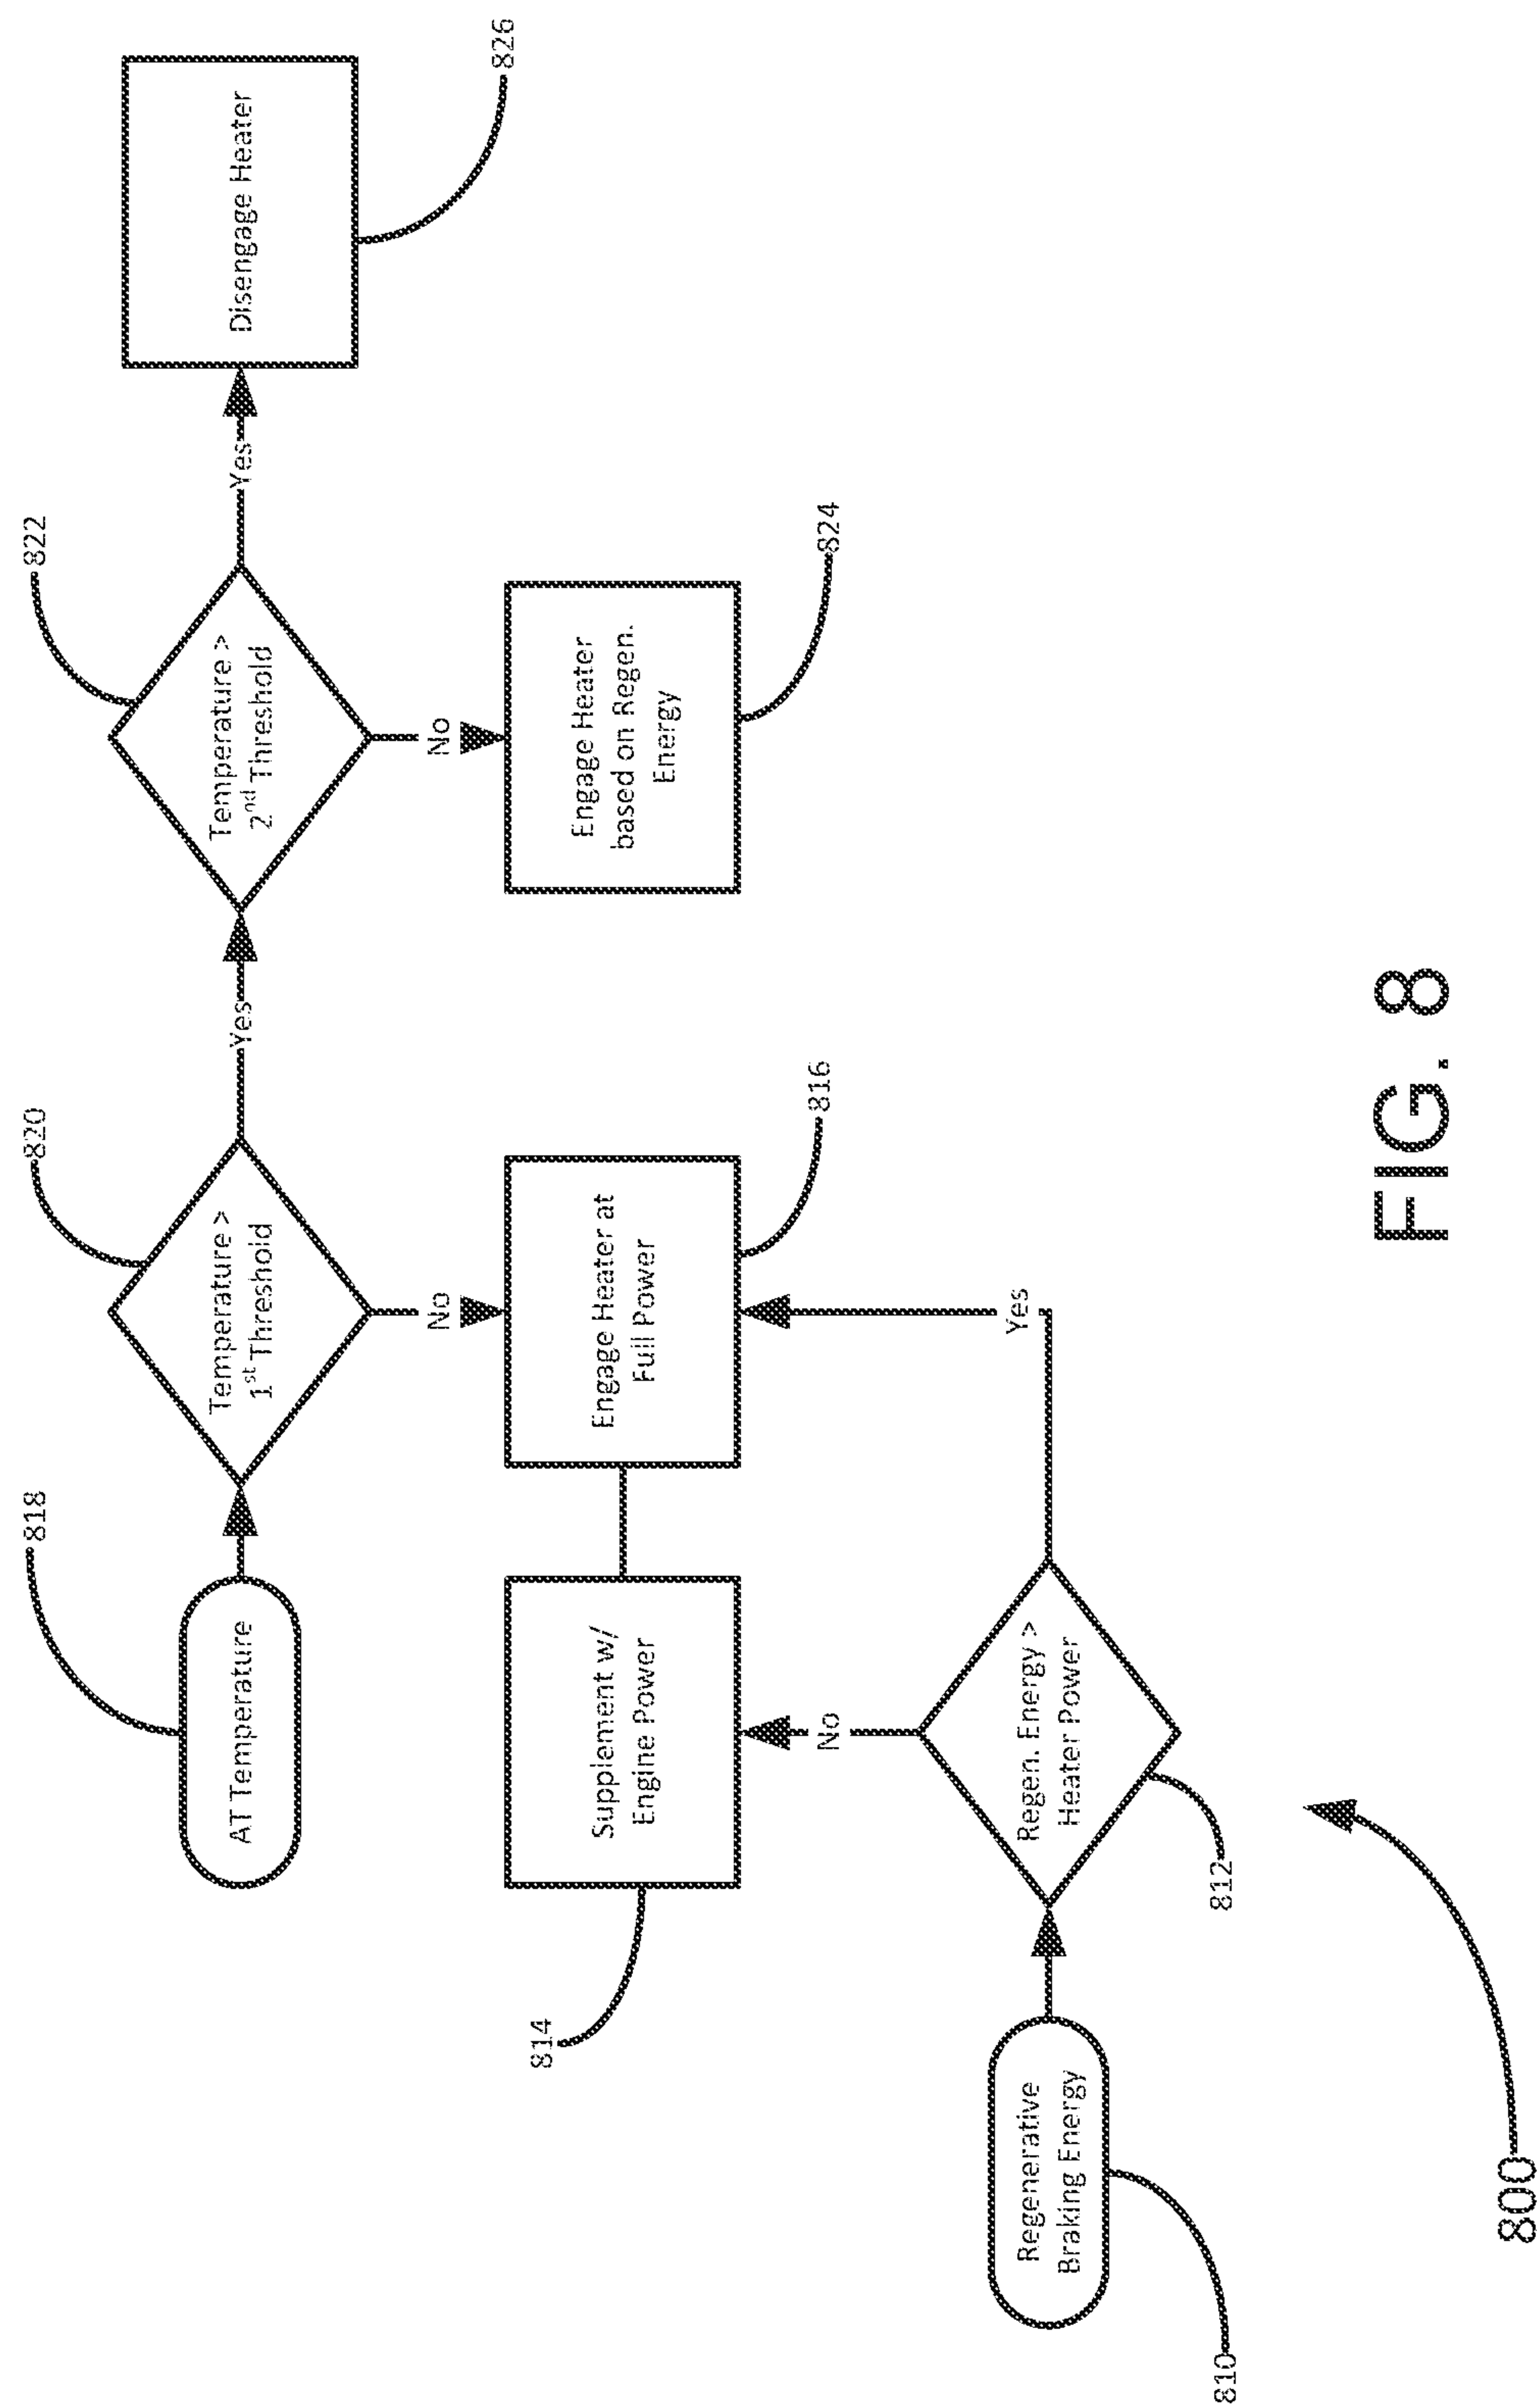 818
820
822
826
AT Temperature
Temperature >
1st Threshold
Yes
Temperature >
2nd Threshold
Yes
Disengage Heater
No
No
814
Supplement w/
Engine Power
Engage Heater at
Full Power
816
Engage Heater
based on Regen.
Energy
824
No
Yes
810
Regenerative
Braking Energy
Regen. Energy >
Heater Power
812
800
FIG. 8